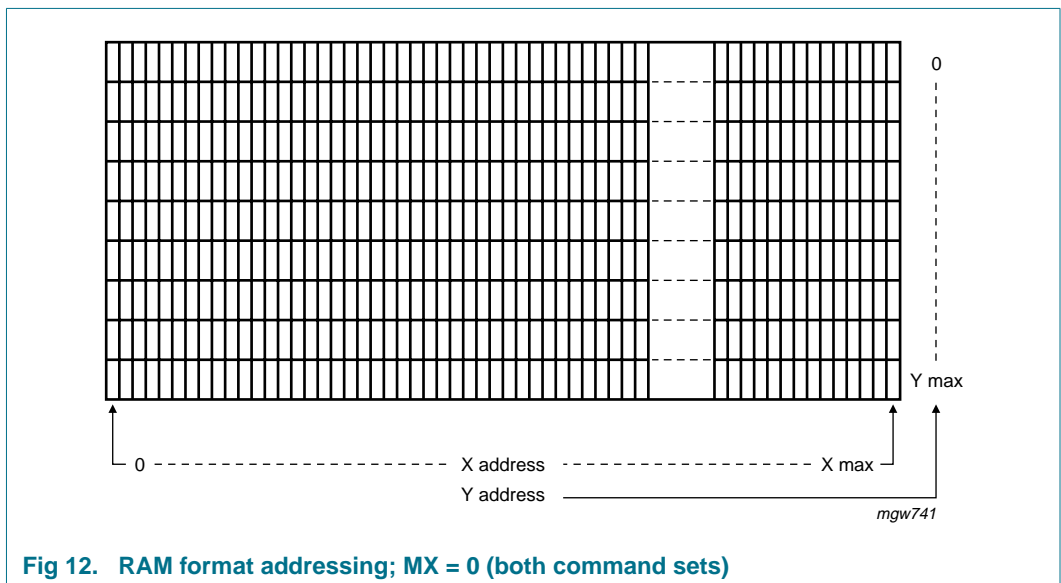 0
Y max
0 X address X max
Y address
mgw741
Fig 12. RAM format addressing; MX = 0 (both command sets)